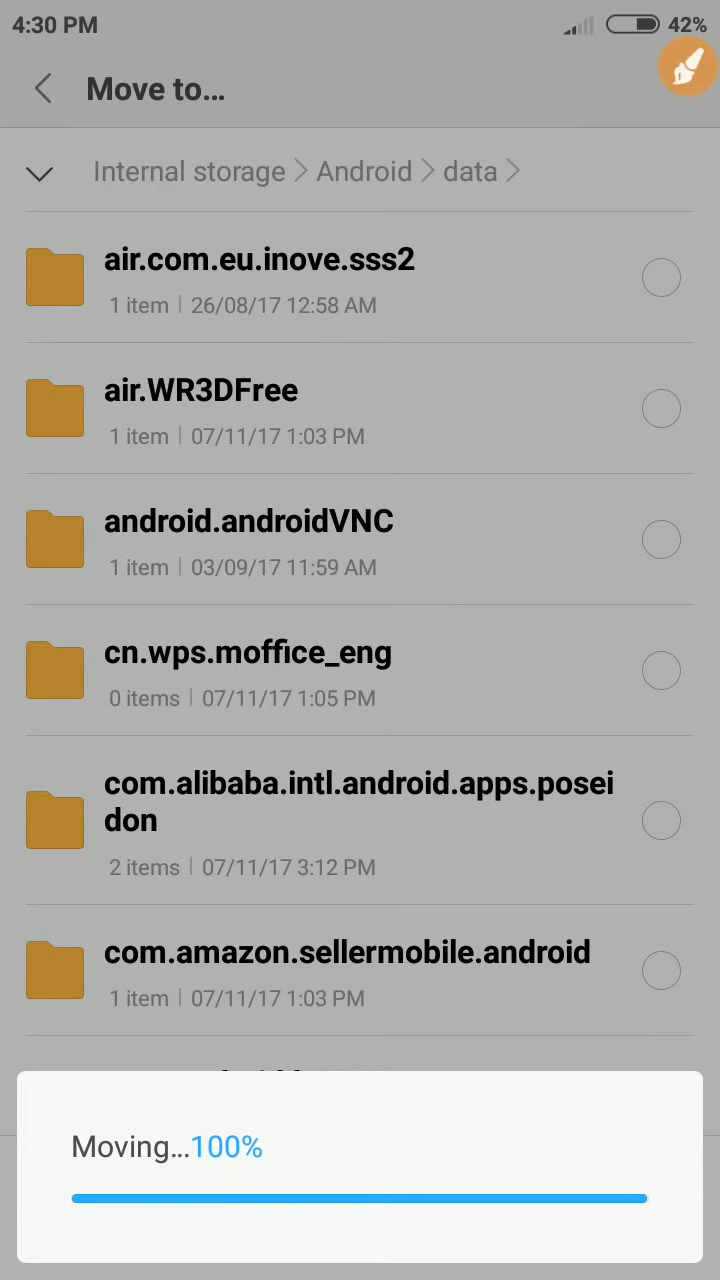 4:30 PM 42%
Move to...
Internal storage > Android > data >
air.com.eu.inove.sss2
1 item | 26/08/17 12:58 AM
air.WR3DFree
1 item | 07/11/17 1:03 PM
android.androidVNC
1 item | 03/09/17 11:59 AM
cn.wps.moffice_eng
0 items | 07/11/17 1:05 PM
com.alibaba.intl.android.apps.posei
don
2 items | 07/11/17 3:12 PM
com.amazon.sellermobile.android
1 item | 07/11/17 1:03 PM
Moving...100%